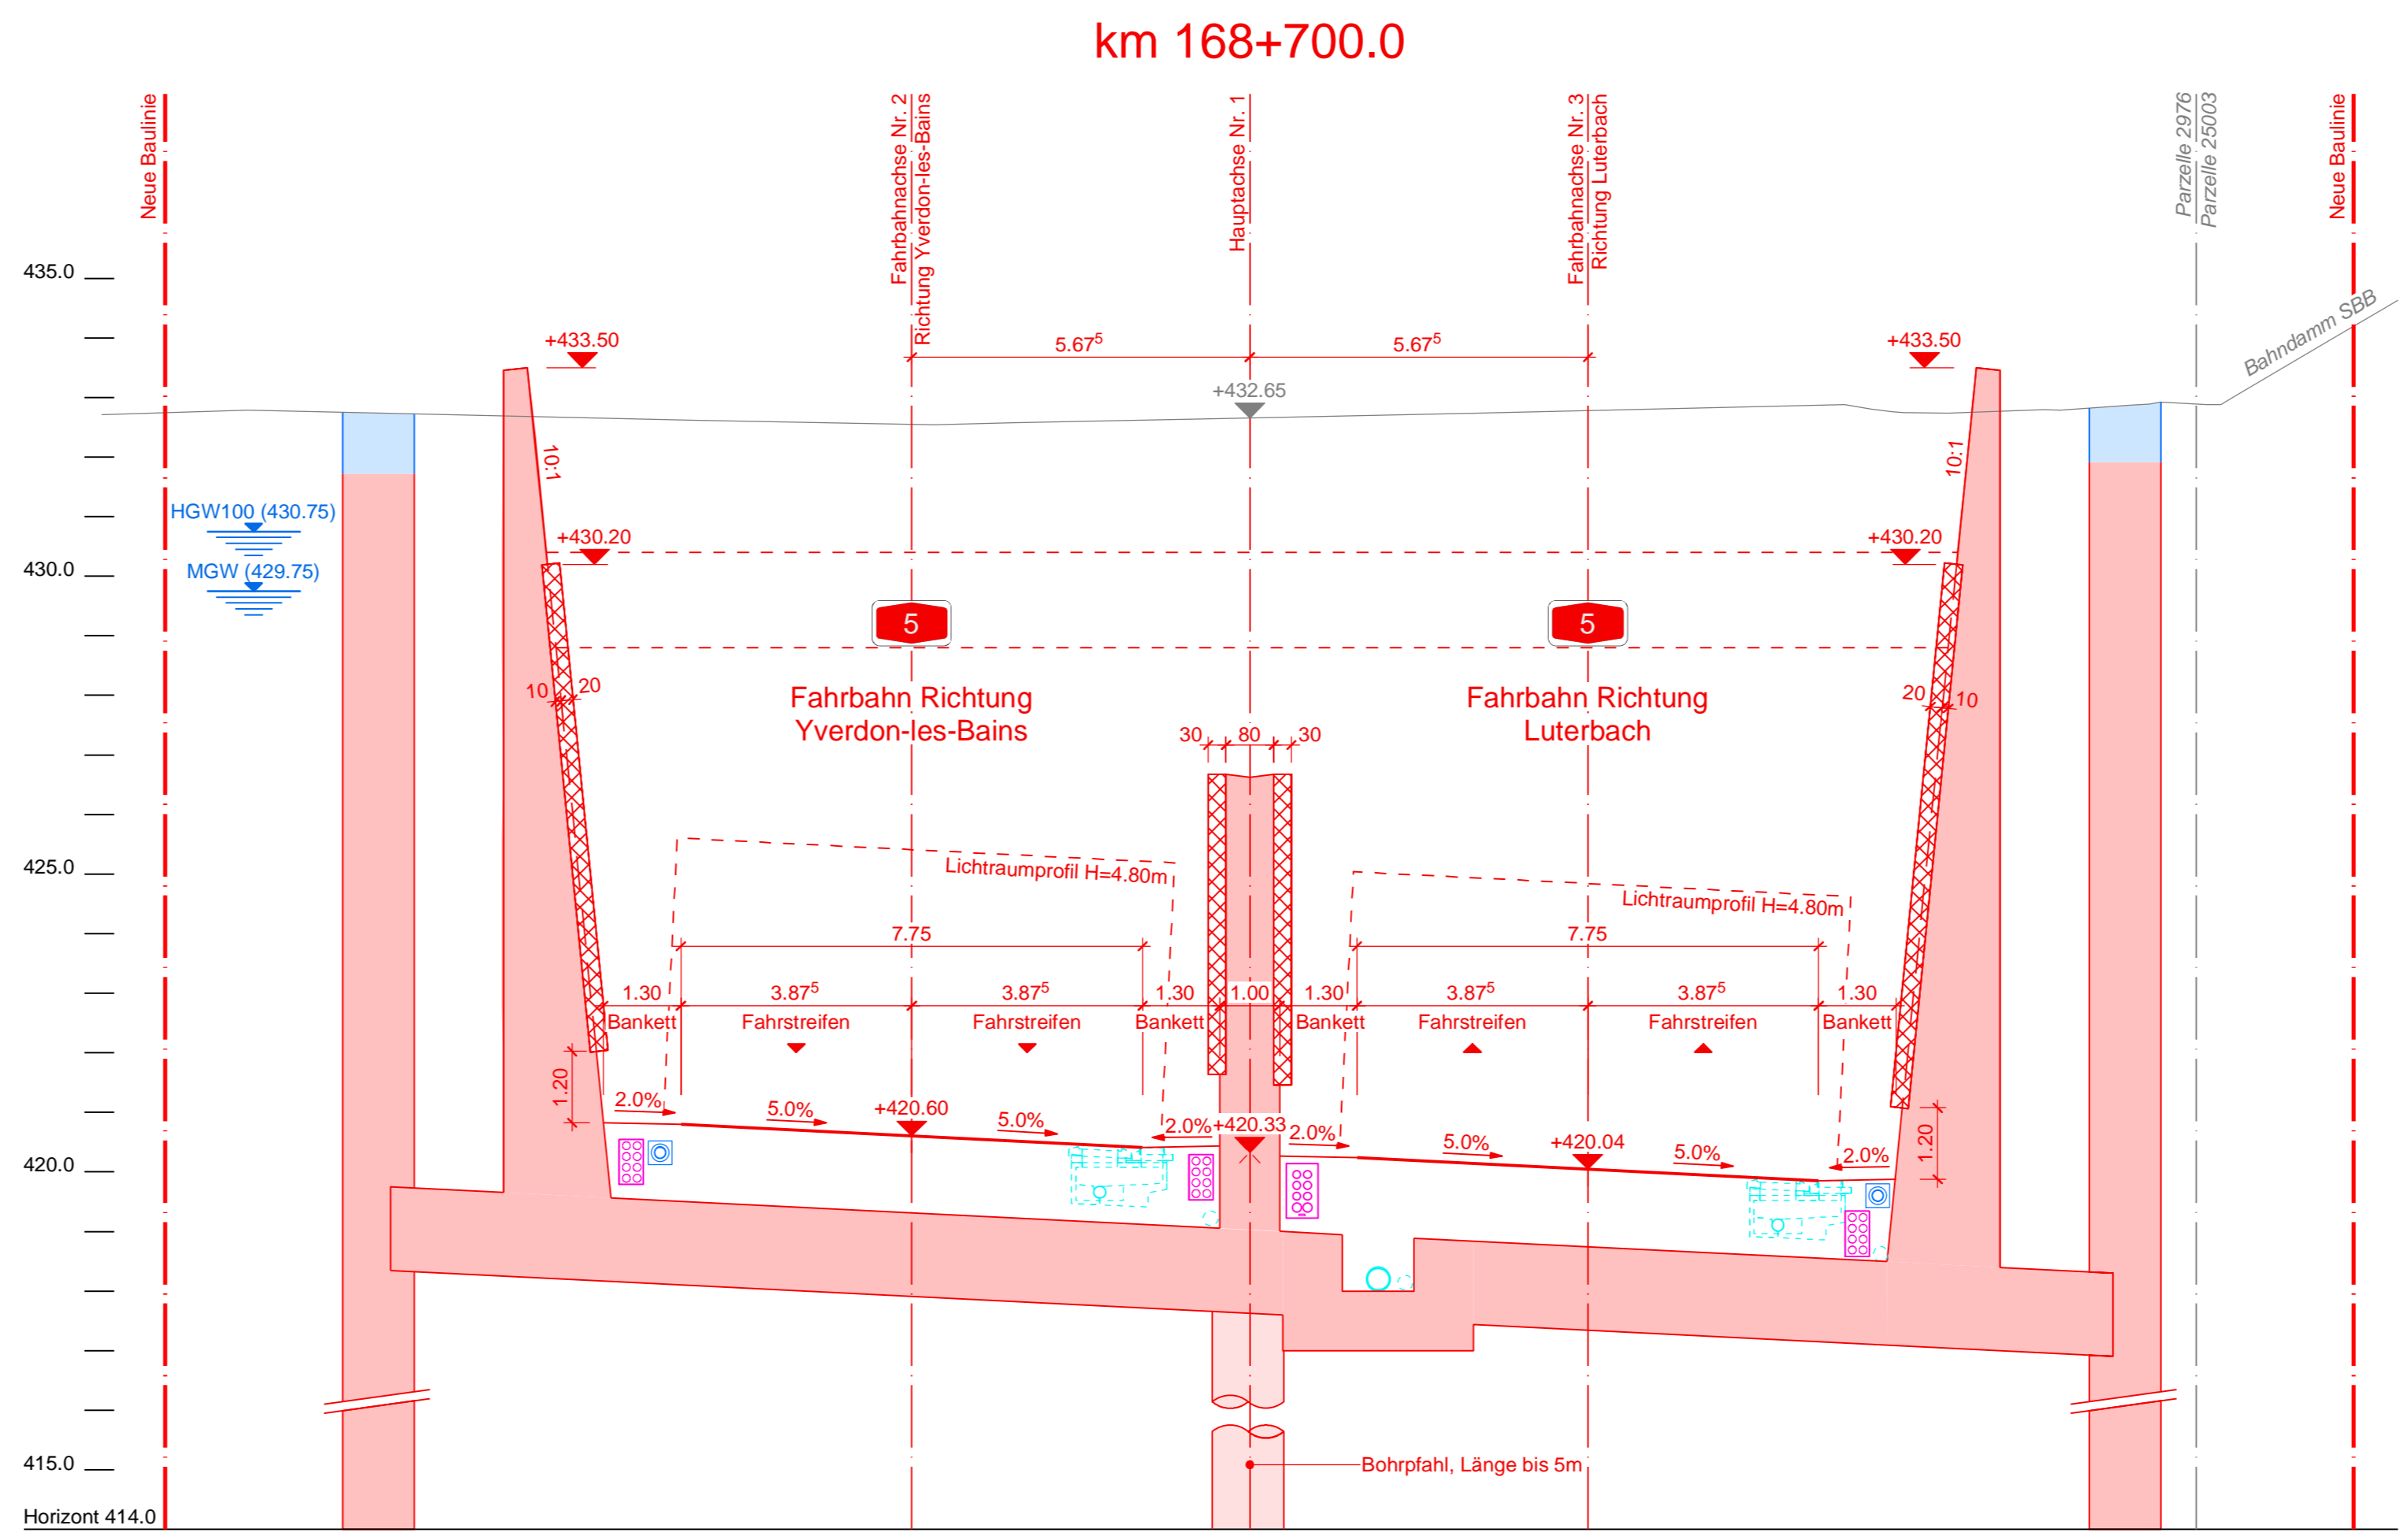 km 168+700.0
Neue Baulinie
Fahrbahnachse Nr. 2
Richtung Yverdon-les-Bains
Hauptachse Nr. 1
Fahrbahnachse Nr. 3
Richtung Luterbach
Parzelle 2976
Parzelle 25003
Neue Baulinie
435.0
Bahndamm SBB
+433.50
5.67⁵
5.67⁵
+433.50
+432.65
10:1
10:1
HGW100 (430.75)
+430.20
+430.20
430.0
MGW (429.75)
5
5
10
20
20
10
Fahrbahn Richtung
Yverdon-les-Bains
Fahrbahn Richtung
Luterbach
30
80
30
425.0
Lichtraumprofil H=4.80m
Lichtraumprofil H=4.80m
7.75
7.75
1.30
3.87⁵
3.87⁵
1.30
1.00
1.30
3.87⁵
3.87⁵
1.30
Bankett
Fahrstreifen
Fahrstreifen
Bankett
Bankett
Fahrstreifen
Fahrstreifen
Bankett
1.20
2.0%
5.0%
+420.60
5.0%
2.0%
+420.33
2.0%
5.0%
+420.04
5.0%
2.0%
1.20
420.0
415.0
Bohrpfahl, Länge bis 5m
Horizont 414.0